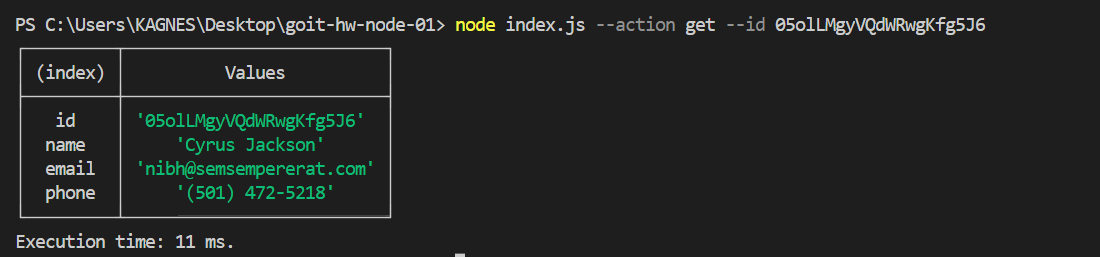 PS C:\Users\KAGNES\Desktop\goit-hw-node-01> node index.js --action get --id 05olLMgyVQdWRwgKfg5J6
(index) Values
id '05olLMgyVQdWRwgKfg5J6'
name 'Cyrus Jackson'
email 'nibh@semsempererat.com'
phone '(501) 472-5218'
Execution time: 11 ms.